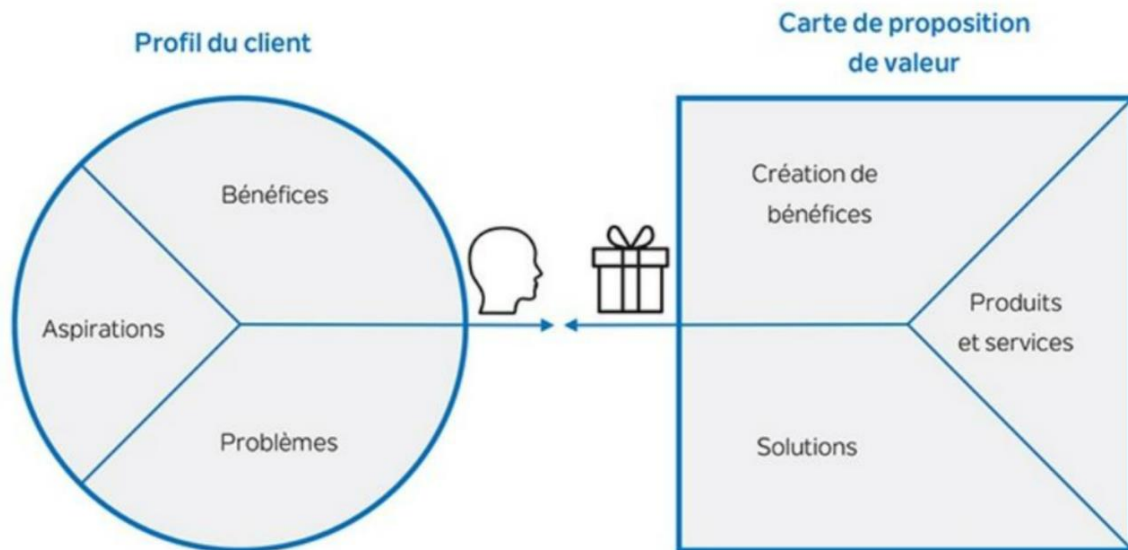 Profil du client
Carte de proposition
de valeur
Bénéfices
Création de
bénéfices
Aspirations
Produits
et services
Problèmes
Solutions